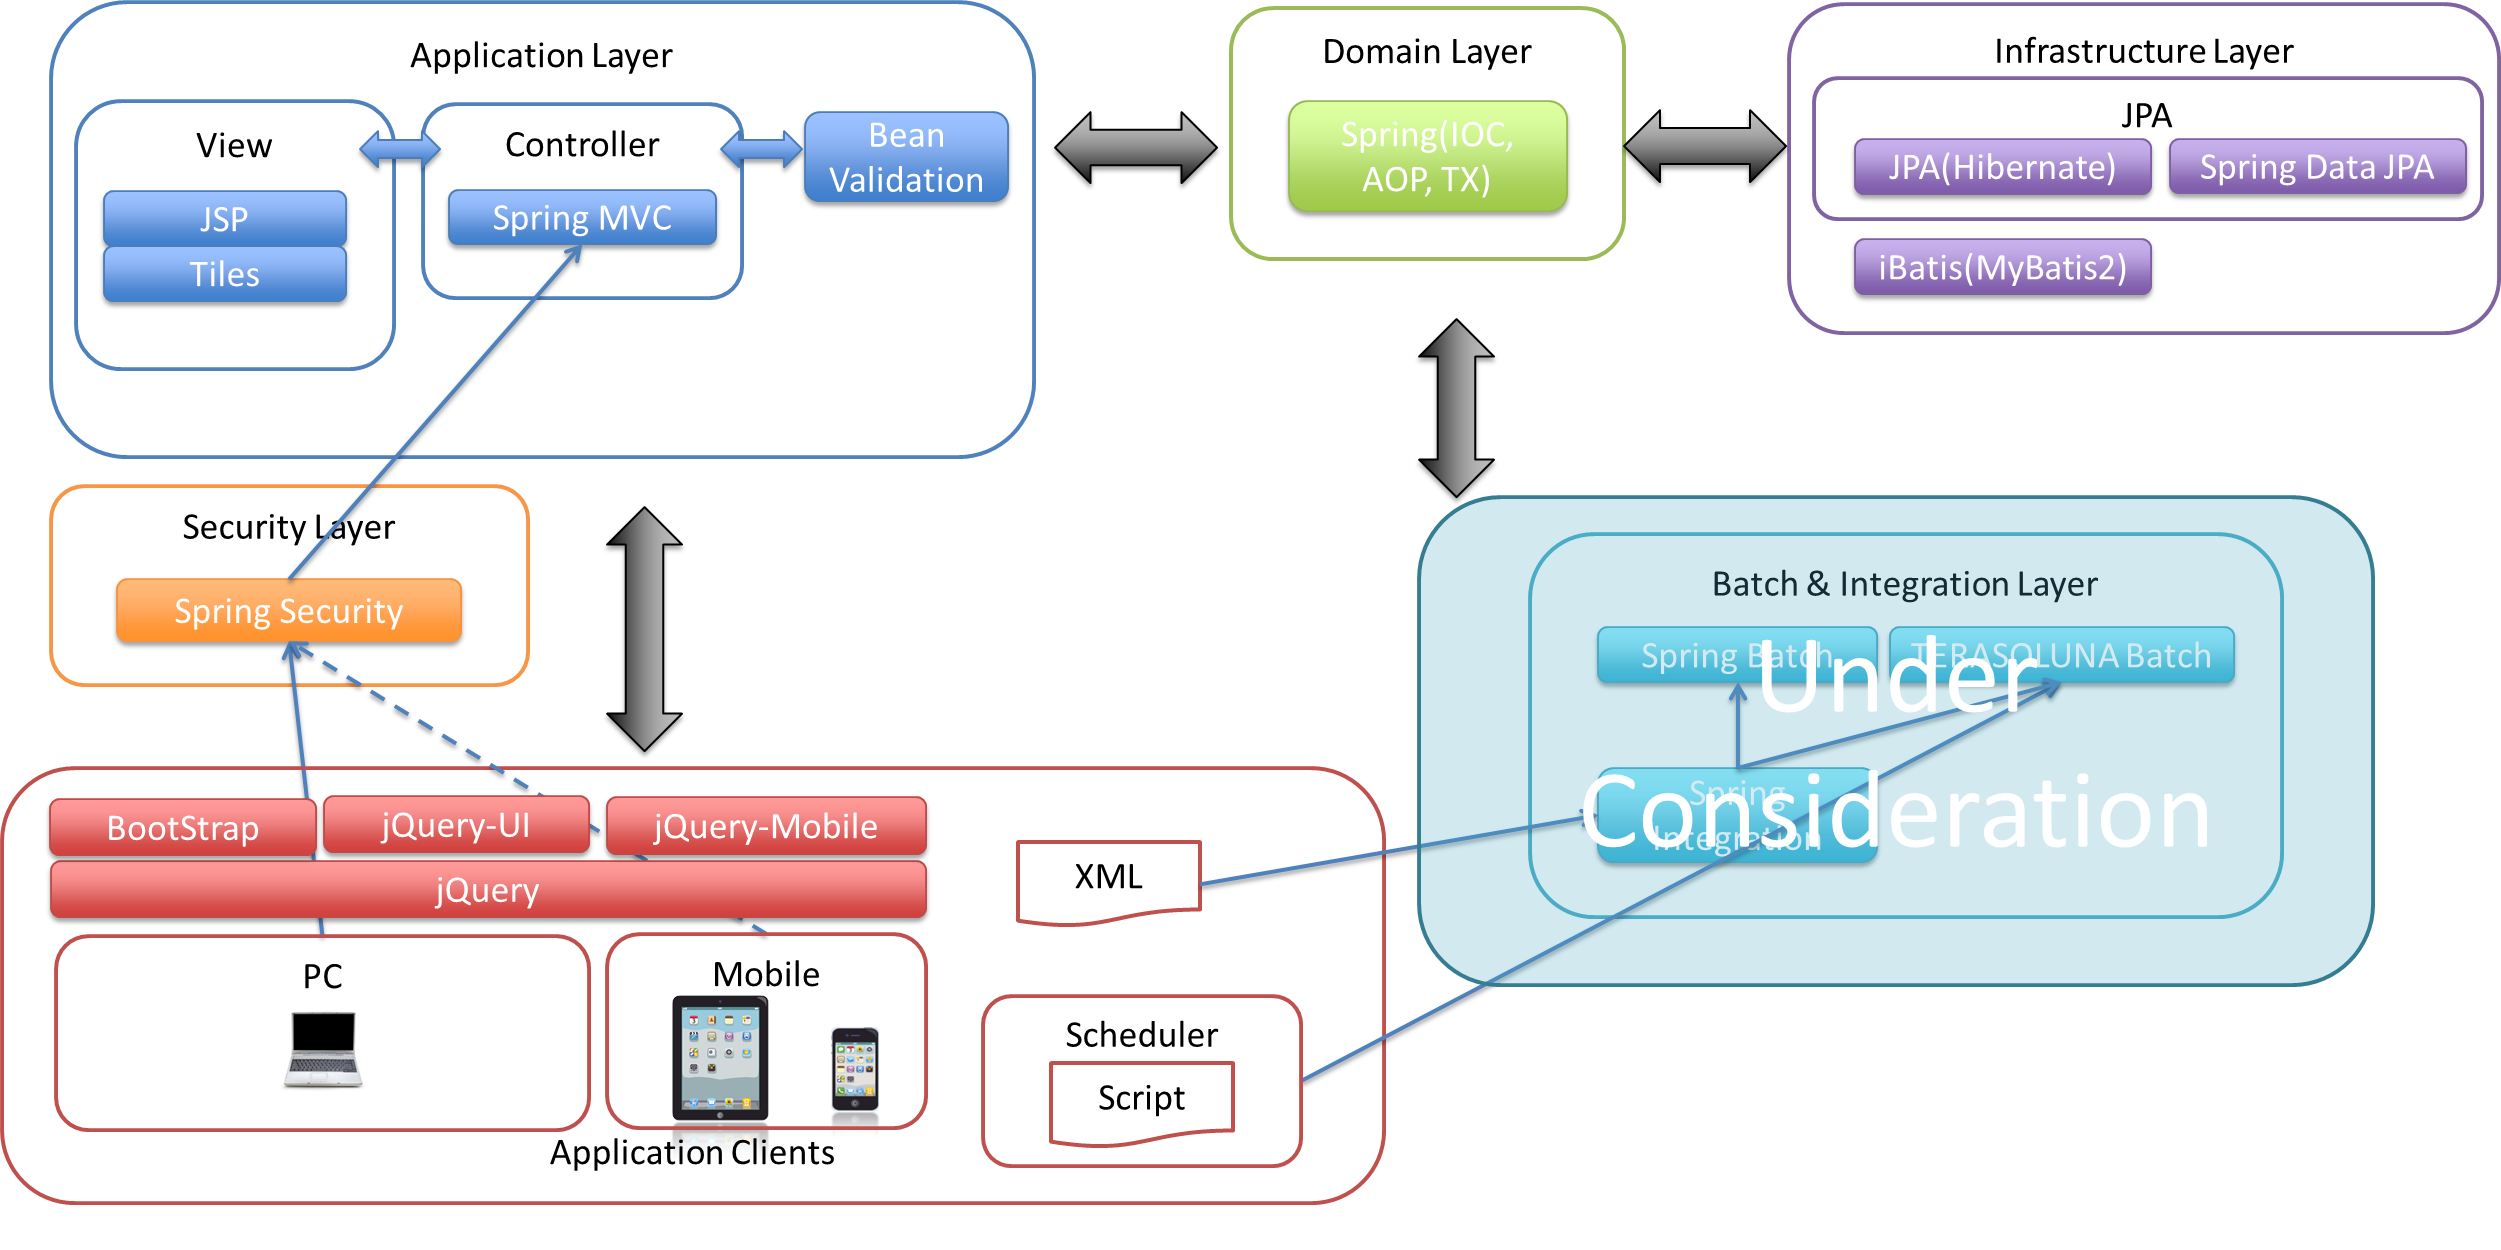 Application Layer
View
JSP
Tiles
Controller
Spring MVC
Bean
Validation
Domain Layer
Spring(IOC,
AOP, TX)
Infrastructure Layer
JPA
JPA(Hibernate)
Spring Data JPA
iBatis(MyBatis2)
Security Layer
Spring Security
Batch & Integration Layer
Spring Batch
TERASOLUNA Batch
Spring
Integration
Under
Consideration
BootStrap
jQuery-UI
jQuery-Mobile
jQuery
PC
Mobile
Application Clients
XML
Scheduler
Script